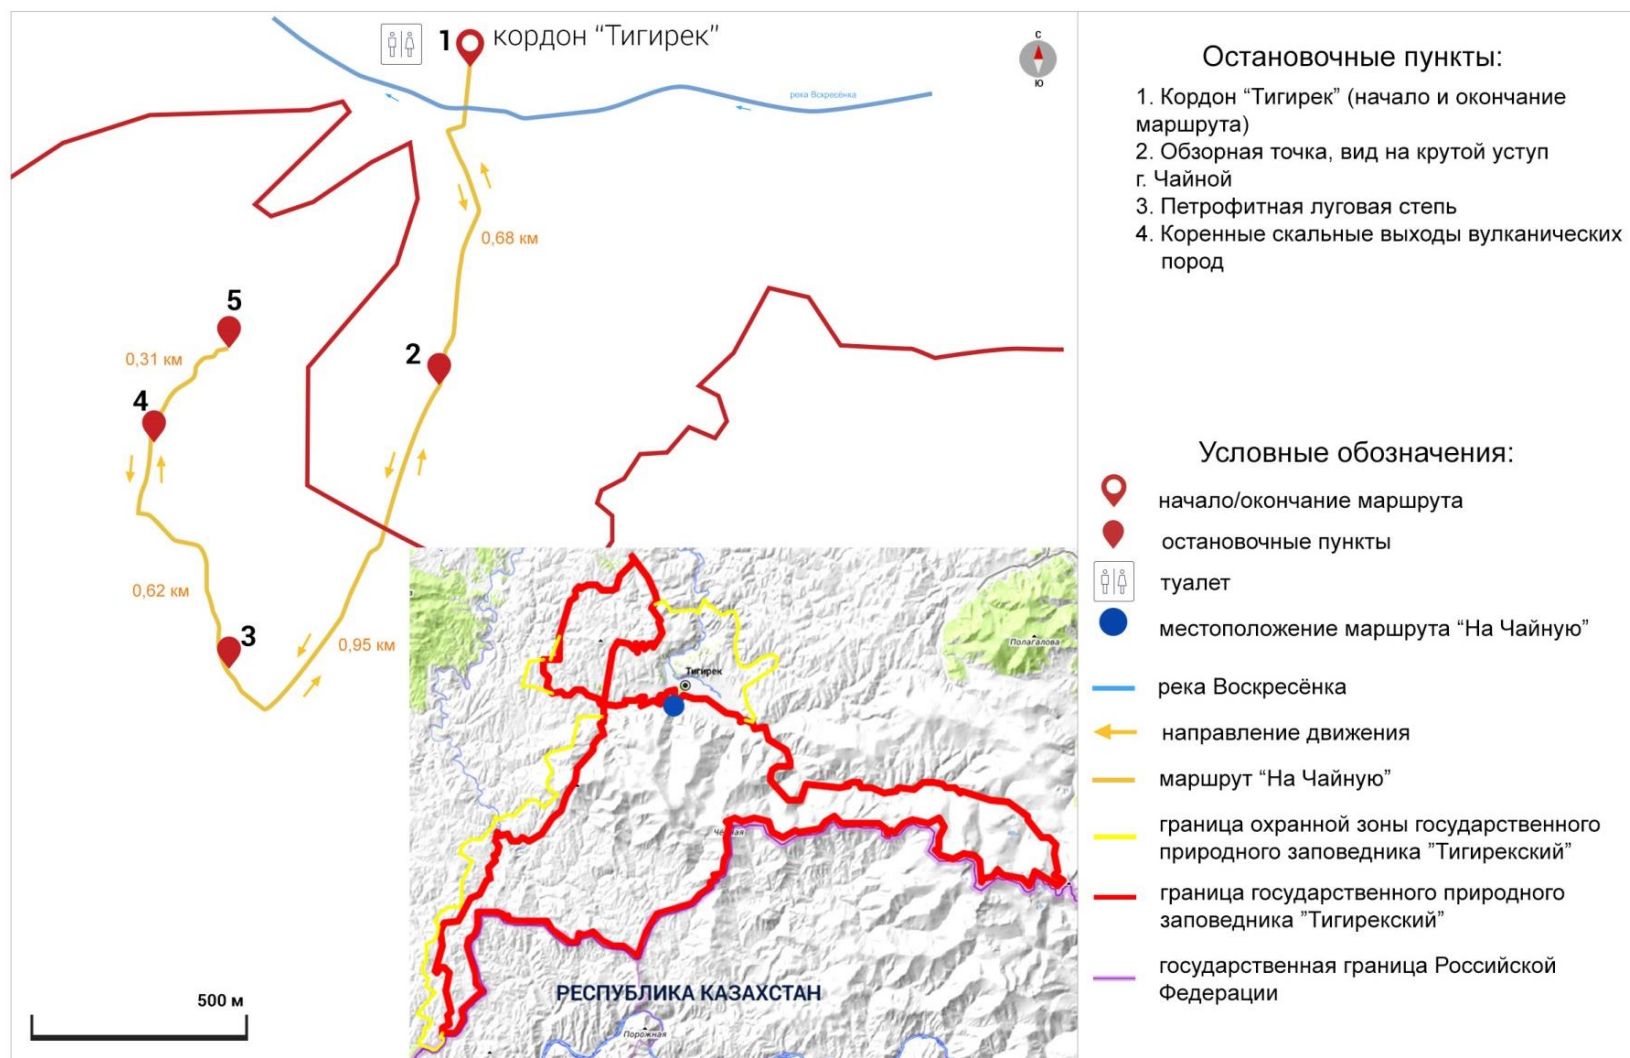 1 кордон “Тигирек”
С
Ю
река Воскресёнка
0,68 км
5
0,31 км
2
4
0,62 км
3
0,95 км
500 м
Тигирек
Полагалова
Чёрная
РЕСПУБЛИКА КАЗАХСТАН
Порожная
Остановочные пункты:
1. Кордон “Тигирек” (начало и окончание
маршрута)
2. Обзорная точка, вид на крутой уступ
г. Чайной
3. Петрофитная луговая степь
4. Коренные скальные выходы вулканических
пород
Условные обозначения:
начало/окончание маршрута
остановочные пункты
туалет
местоположение маршрута “На Чайную”
река Воскресёнка
направление движения
маршрут “На Чайную”
граница охранной зоны государственного
природного заповедника ”Тигирекский”
граница государственного природного
заповедника ”Тигирекский”
государственная граница Российской
Федерации